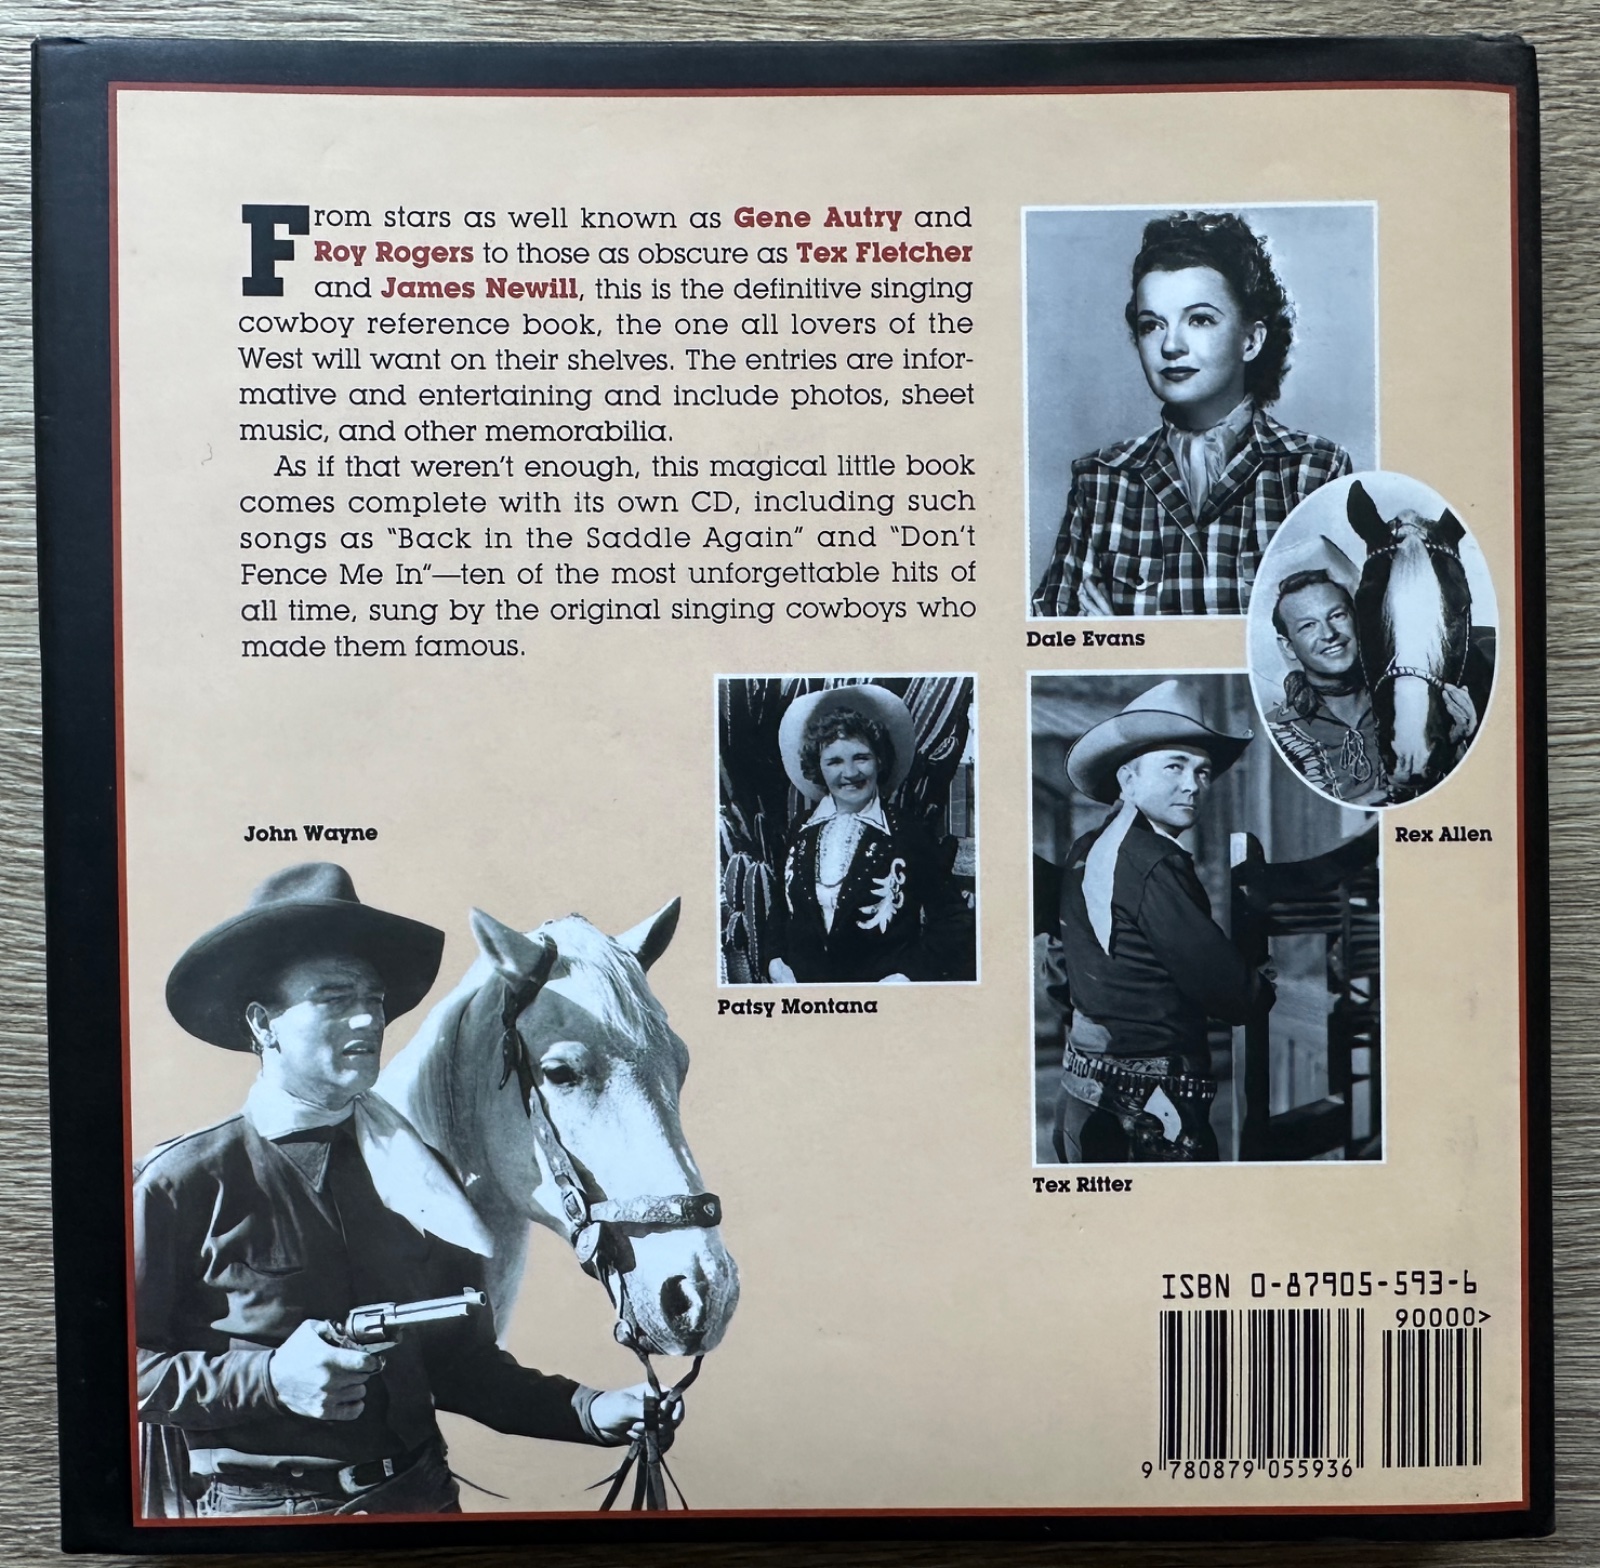 From stars as well known as Gene Autry and
Roy Rogers to those as obscure as Tex Fletcher
and James Newill, this is the definitive singing
cowboy reference book, the one all lovers of the
West will want on their shelves. The entries are infor-
mative and entertaining and include photos, sheet
music, and other memorabilia.
As if that weren't enough, this magical little book
comes complete with its own CD, including such
songs as "Back in the Saddle Again" and "Don't
Fence Me In"—ten of the most unforgettable hits of
all time, sung by the original singing cowboys who
made them famous.
Dale Evans
Rex Allen
John Wayne
Patsy Montana
Tex Ritter
ISBN 0-87905-593-6
90000>
9 780879 055936